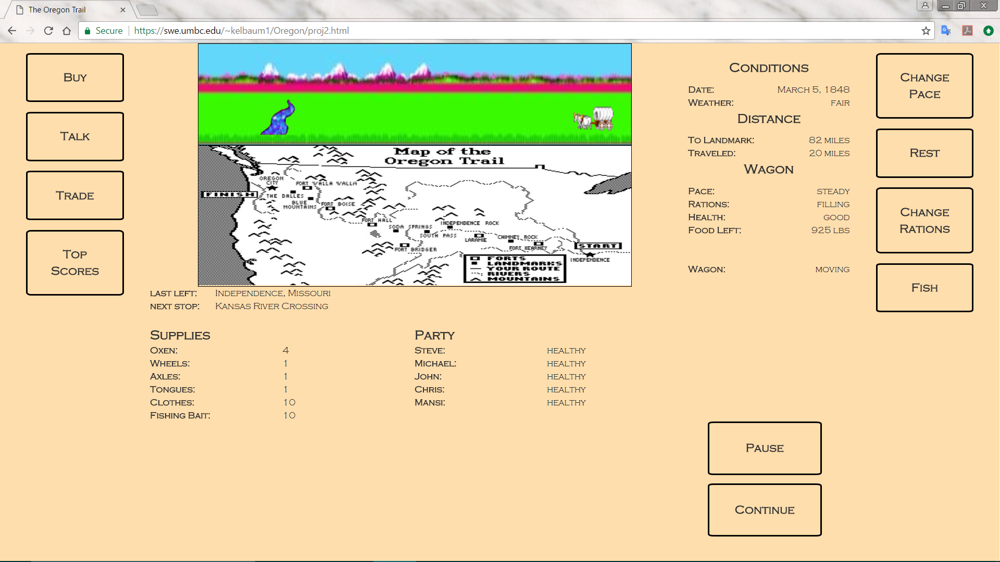 The Oregon Trail
Secure https://swe.umbc.edu/~kelbaum1/Oregon/proj2.html
Buy
Talk
Trade
Top
Scores
Map of the
Oregon Trail
OREGON
CITY
FORT WALLA WALLA
FINISH
THE DALLES
BLUE
MOUNTAINS
FORT BOISE
FORT HALL
SODA SPRINGS
INDEPENDENCE ROCK
SOUTH PASS
LARAMIE
CHIMNEY ROCK
FORT KEARNEY
FORT BRIDGER
START
INDEPENDENCE
FORTS
LANDMARKS
YOUR ROUTE
RIVERS
MOUNTAINS
last left: Independence, Missouri
next stop: Kansas River Crossing
Supplies
Oxen: 4
Wheels: 1
Axles: 1
Tongues: 1
Clothes: 10
Fishing Bait: 10
Party
Steve: healthy
Michael: healthy
John: healthy
Chris: healthy
Mansi: healthy
Conditions
Date: March 5, 1848
Weather: fair
Distance
To Landmark: 82 miles
Traveled: 20 miles
Wagon
Pace: steady
Rations: filling
Health: good
Food Left: 925 lbs
Wagon: moving
Pause
Continue
Change
Pace
Rest
Change
Rations
Fish